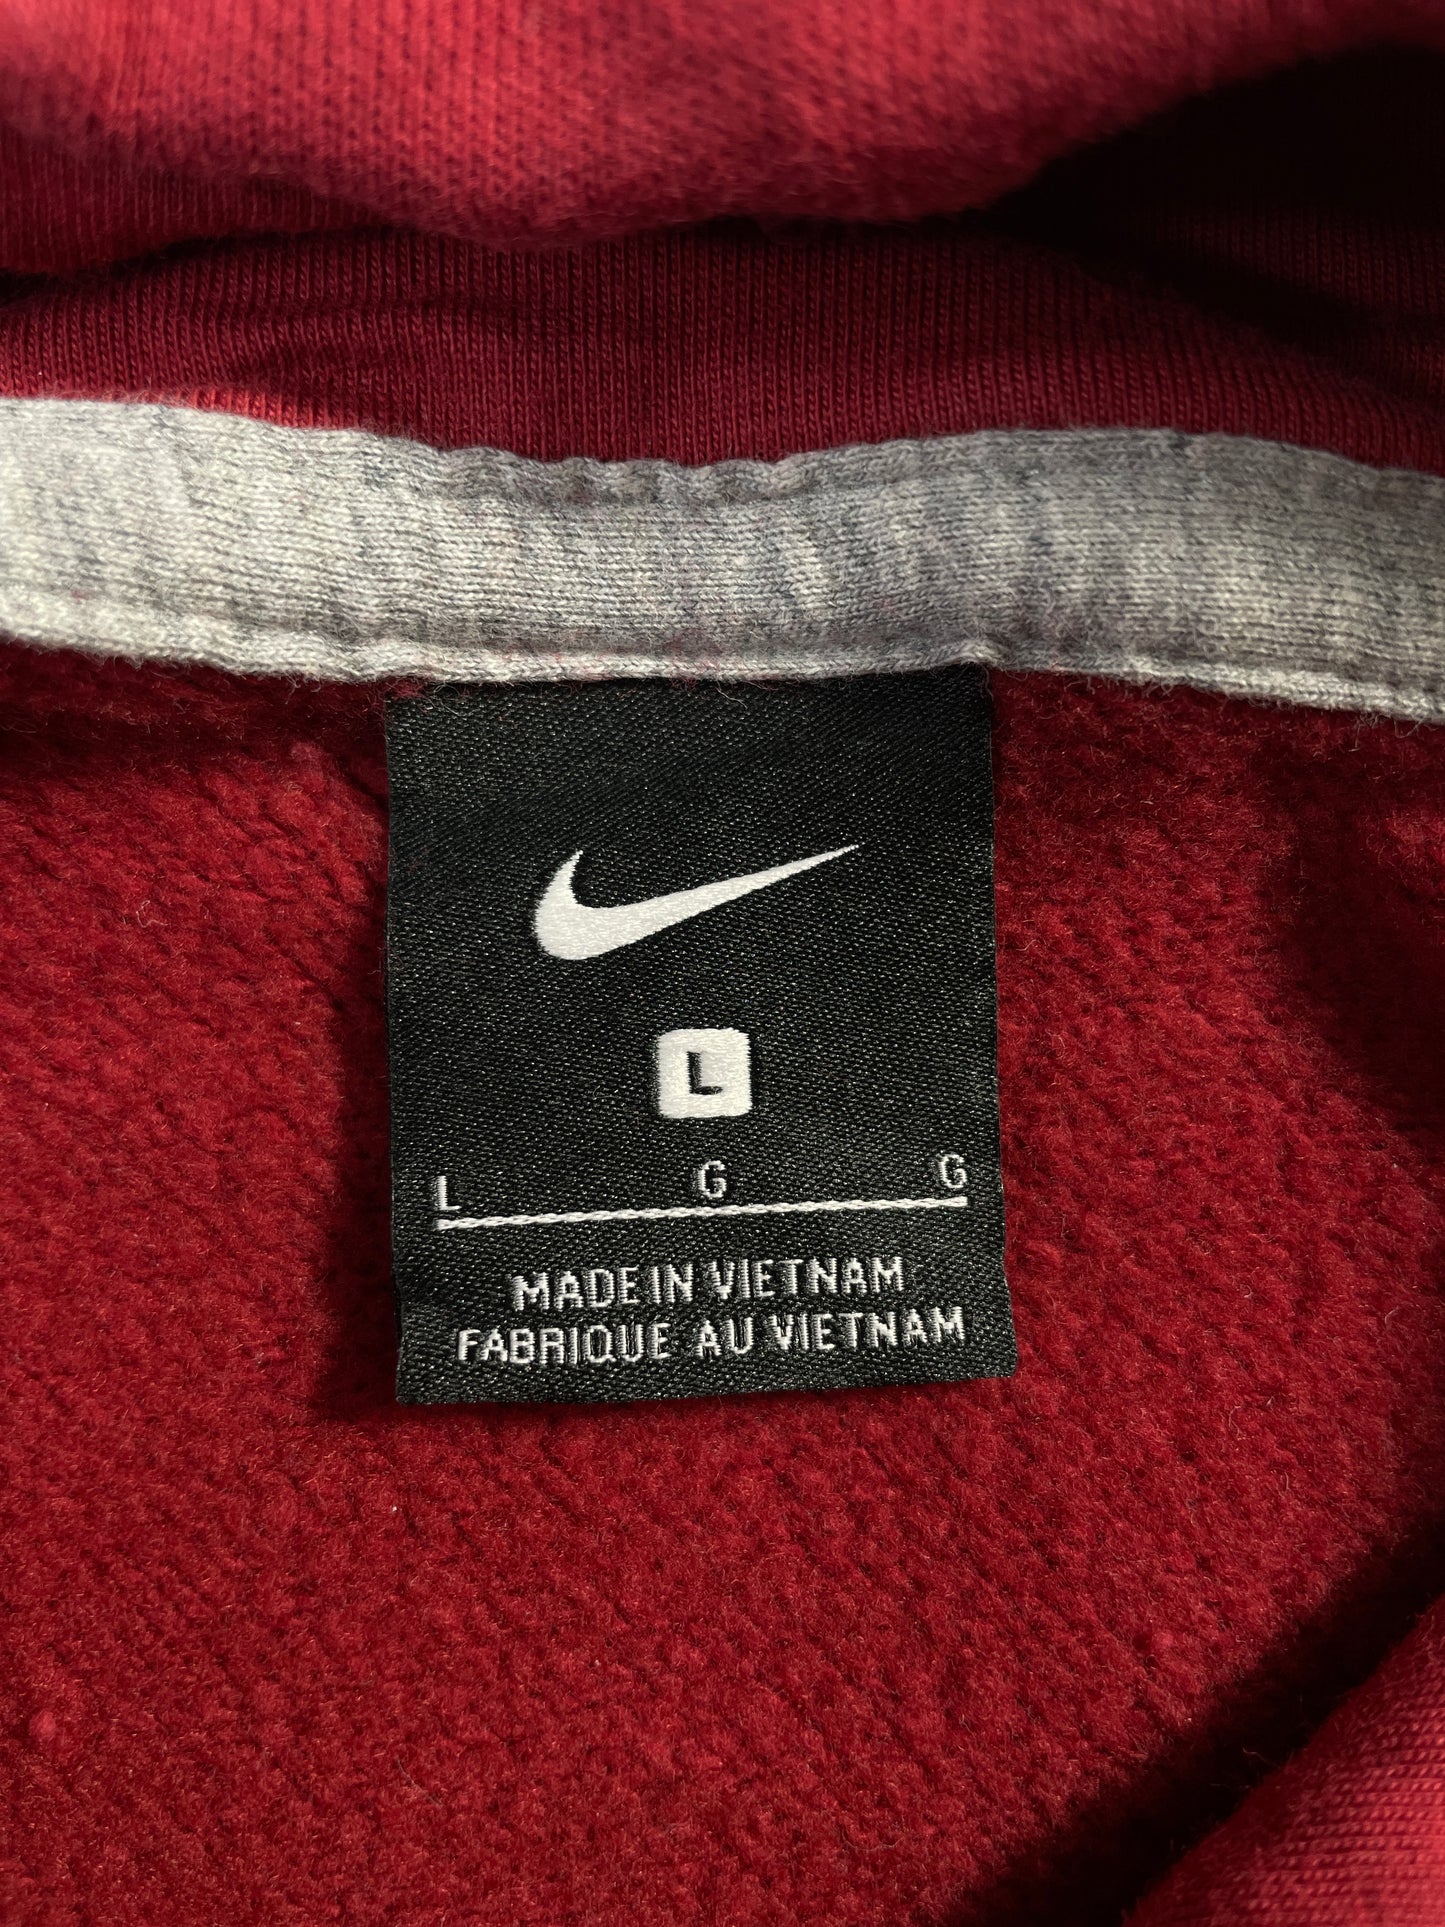 L
L G G
MADE IN VIETNAM
FABRIQUE AU VIETNAM